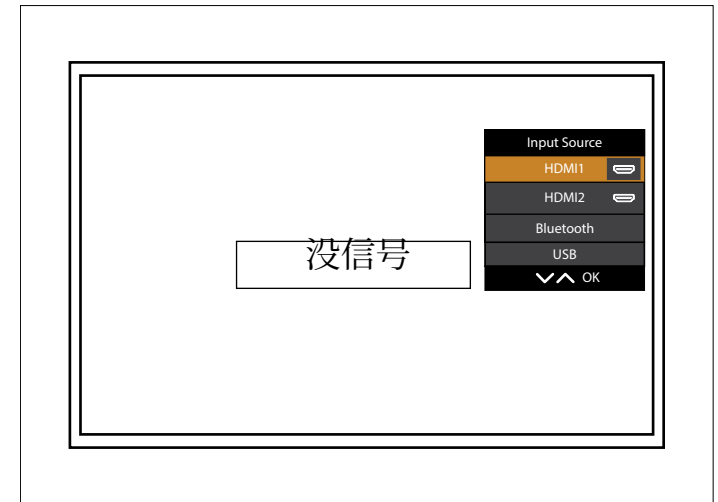 Input Source
HDMI1
HDMI2
Bluetooth
USB
OK
没信号